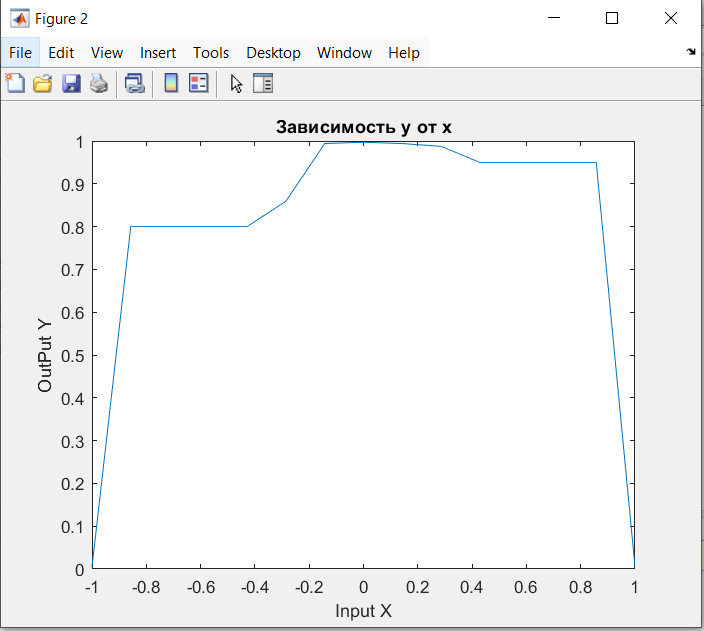 Figure 2
File Edit View Insert Tools Desktop Window Help
Зависимость y от x
1
0.9
0.8
0.7
0.6
0.5
0.4
0.3
0.2
0.1
0
OutPut Y
-1 -0.8 -0.6 -0.4 -0.2 0 0.2 0.4 0.6 0.8 1
Input X